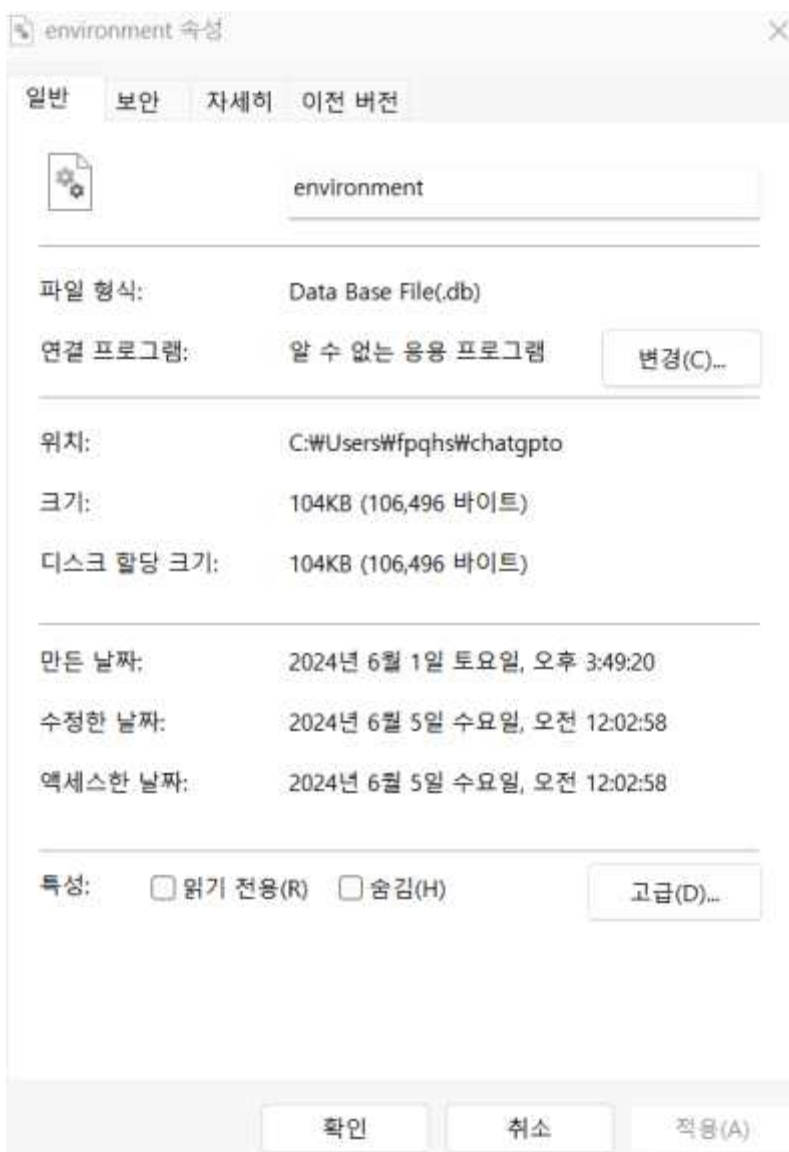 environment 속성
일반 보안 자세히 이전 버전
environment
파일 형식: Data Base File(.db)
연결 프로그램: 알 수 없는 응용 프로그램 변경(C)...
위치: C:₩Users₩fpqhs₩chatgpto
크기: 104KB (106,496 바이트)
디스크 할당 크기: 104KB (106,496 바이트)
만든 날짜: 2024년 6월 1일 토요일, 오후 3:49:20
수정한 날짜: 2024년 6월 5일 수요일, 오전 12:02:58
액세스한 날짜: 2024년 6월 5일 수요일, 오전 12:02:58
특성: 읽기 전용(R) 숨김(H) 고급(D)...
확인 취소 적용(A)